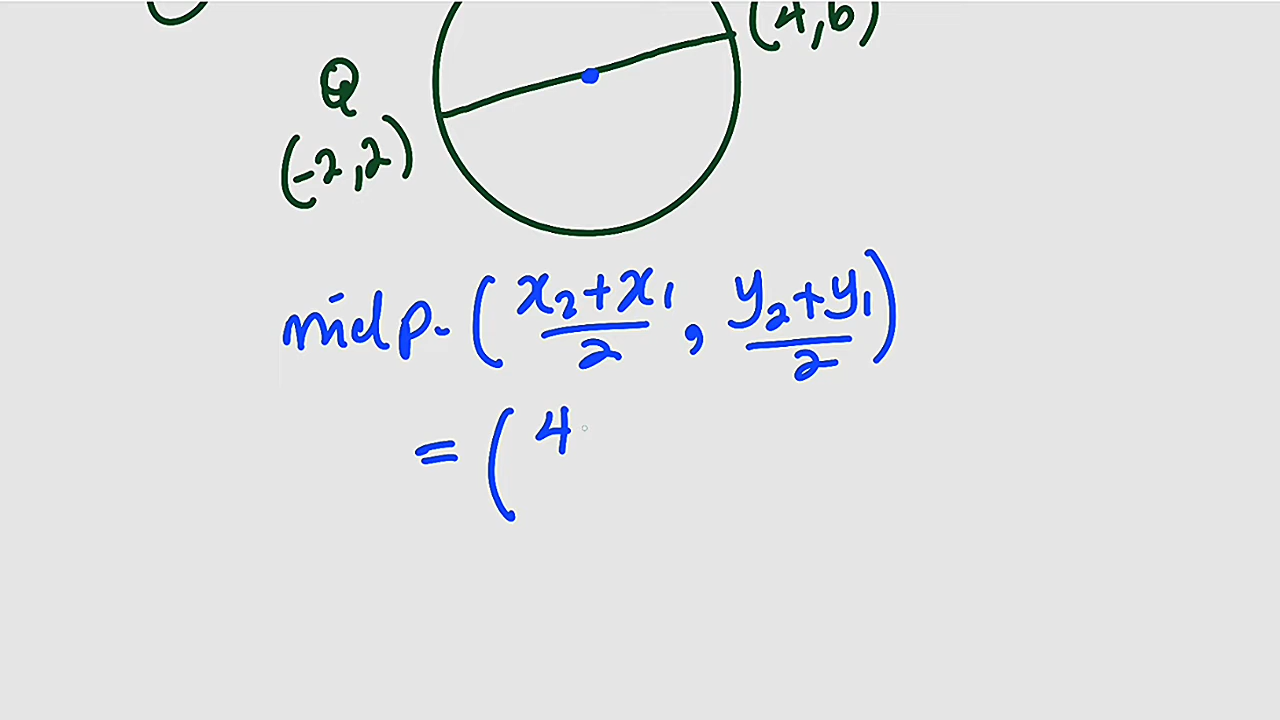 (4,6)
Q
(-2,2)
midp. ( x₂+x₁/2 , y₂+y₁/2 )
= ( 4